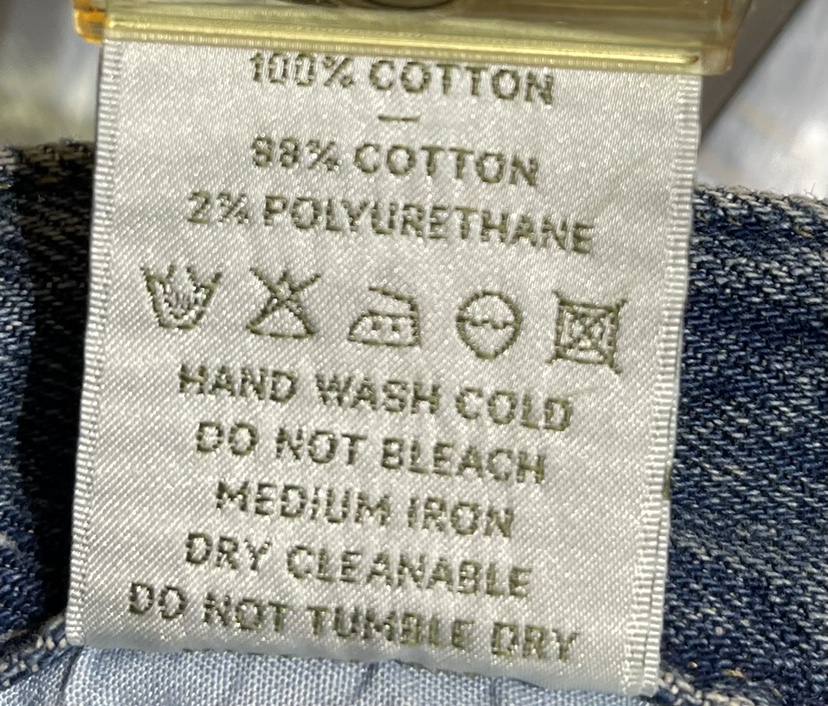 100% COTTON
—
98% COTTON
2% POLYURETHANE
HAND WASH COLD
DO NOT BLEACH
MEDIUM IRON
DRY CLEANABLE
DO NOT TUMBLE DRY